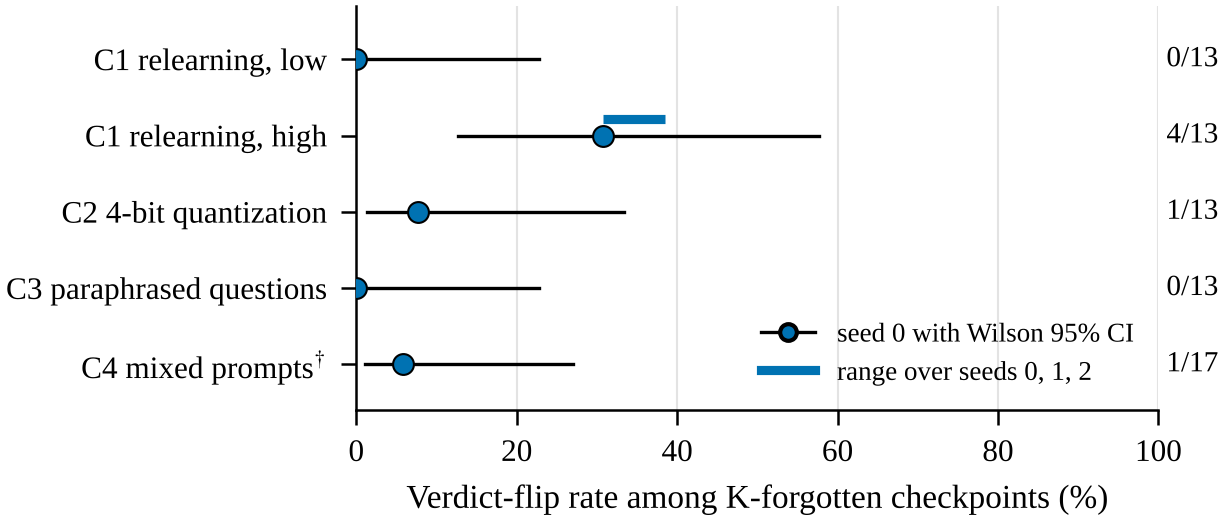 C1 relearning, low 0/13
C1 relearning, high 4/13
C2 4-bit quantization 1/13
C3 paraphrased questions 0/13
seed 0 with Wilson 95% CI
C4 mixed prompts† 1/17
range over seeds 0, 1, 2
0 20 40 60 80 100
Verdict-flip rate among K-forgotten checkpoints (%)